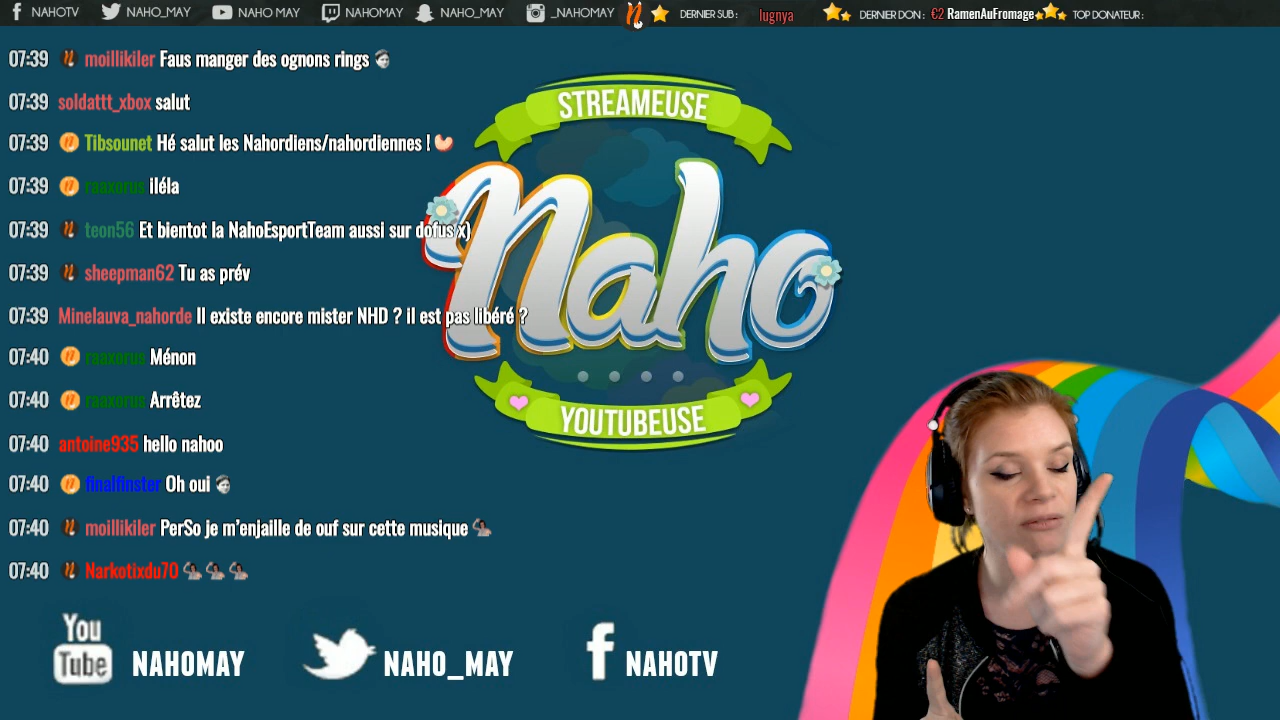 NAHOTV NAHO_MAY NAHO MAY NAHOMAY NAHO_MAY _NAHOMAY DERNIER SUB : lugnya DERNIER DON : €2 RamenAuFromage TOP DONATEUR :
07:39 moillikiler Faus manger des ognons rings
07:39 soldattt_xbox salut
07:39 Tibsounet Hé salut les Nahordiens/nahordiennes !
07:39 raaxorus iléla
07:39 teon56 Et bientot la NahoEsportTeam aussi sur dofus x)
07:39 sheepman62 Tu as prév
07:39 Minelauva_nahorde Il existe encore mister NHD ? il est pas libéré ?
07:40 raaxorus Ménon
07:40 raaxorus Arrêtez
07:40 antoine935 hello nahoo
07:40 finalfinster Oh oui
07:40 moillikiler PerSo je m'enjaille de ouf sur cette musique
07:40 Narkotixdu70
STREAMEUSE
Naho
YOUTUBEUSE
You
Tube
NAHOMAY
NAHO_MAY
NAHOTV